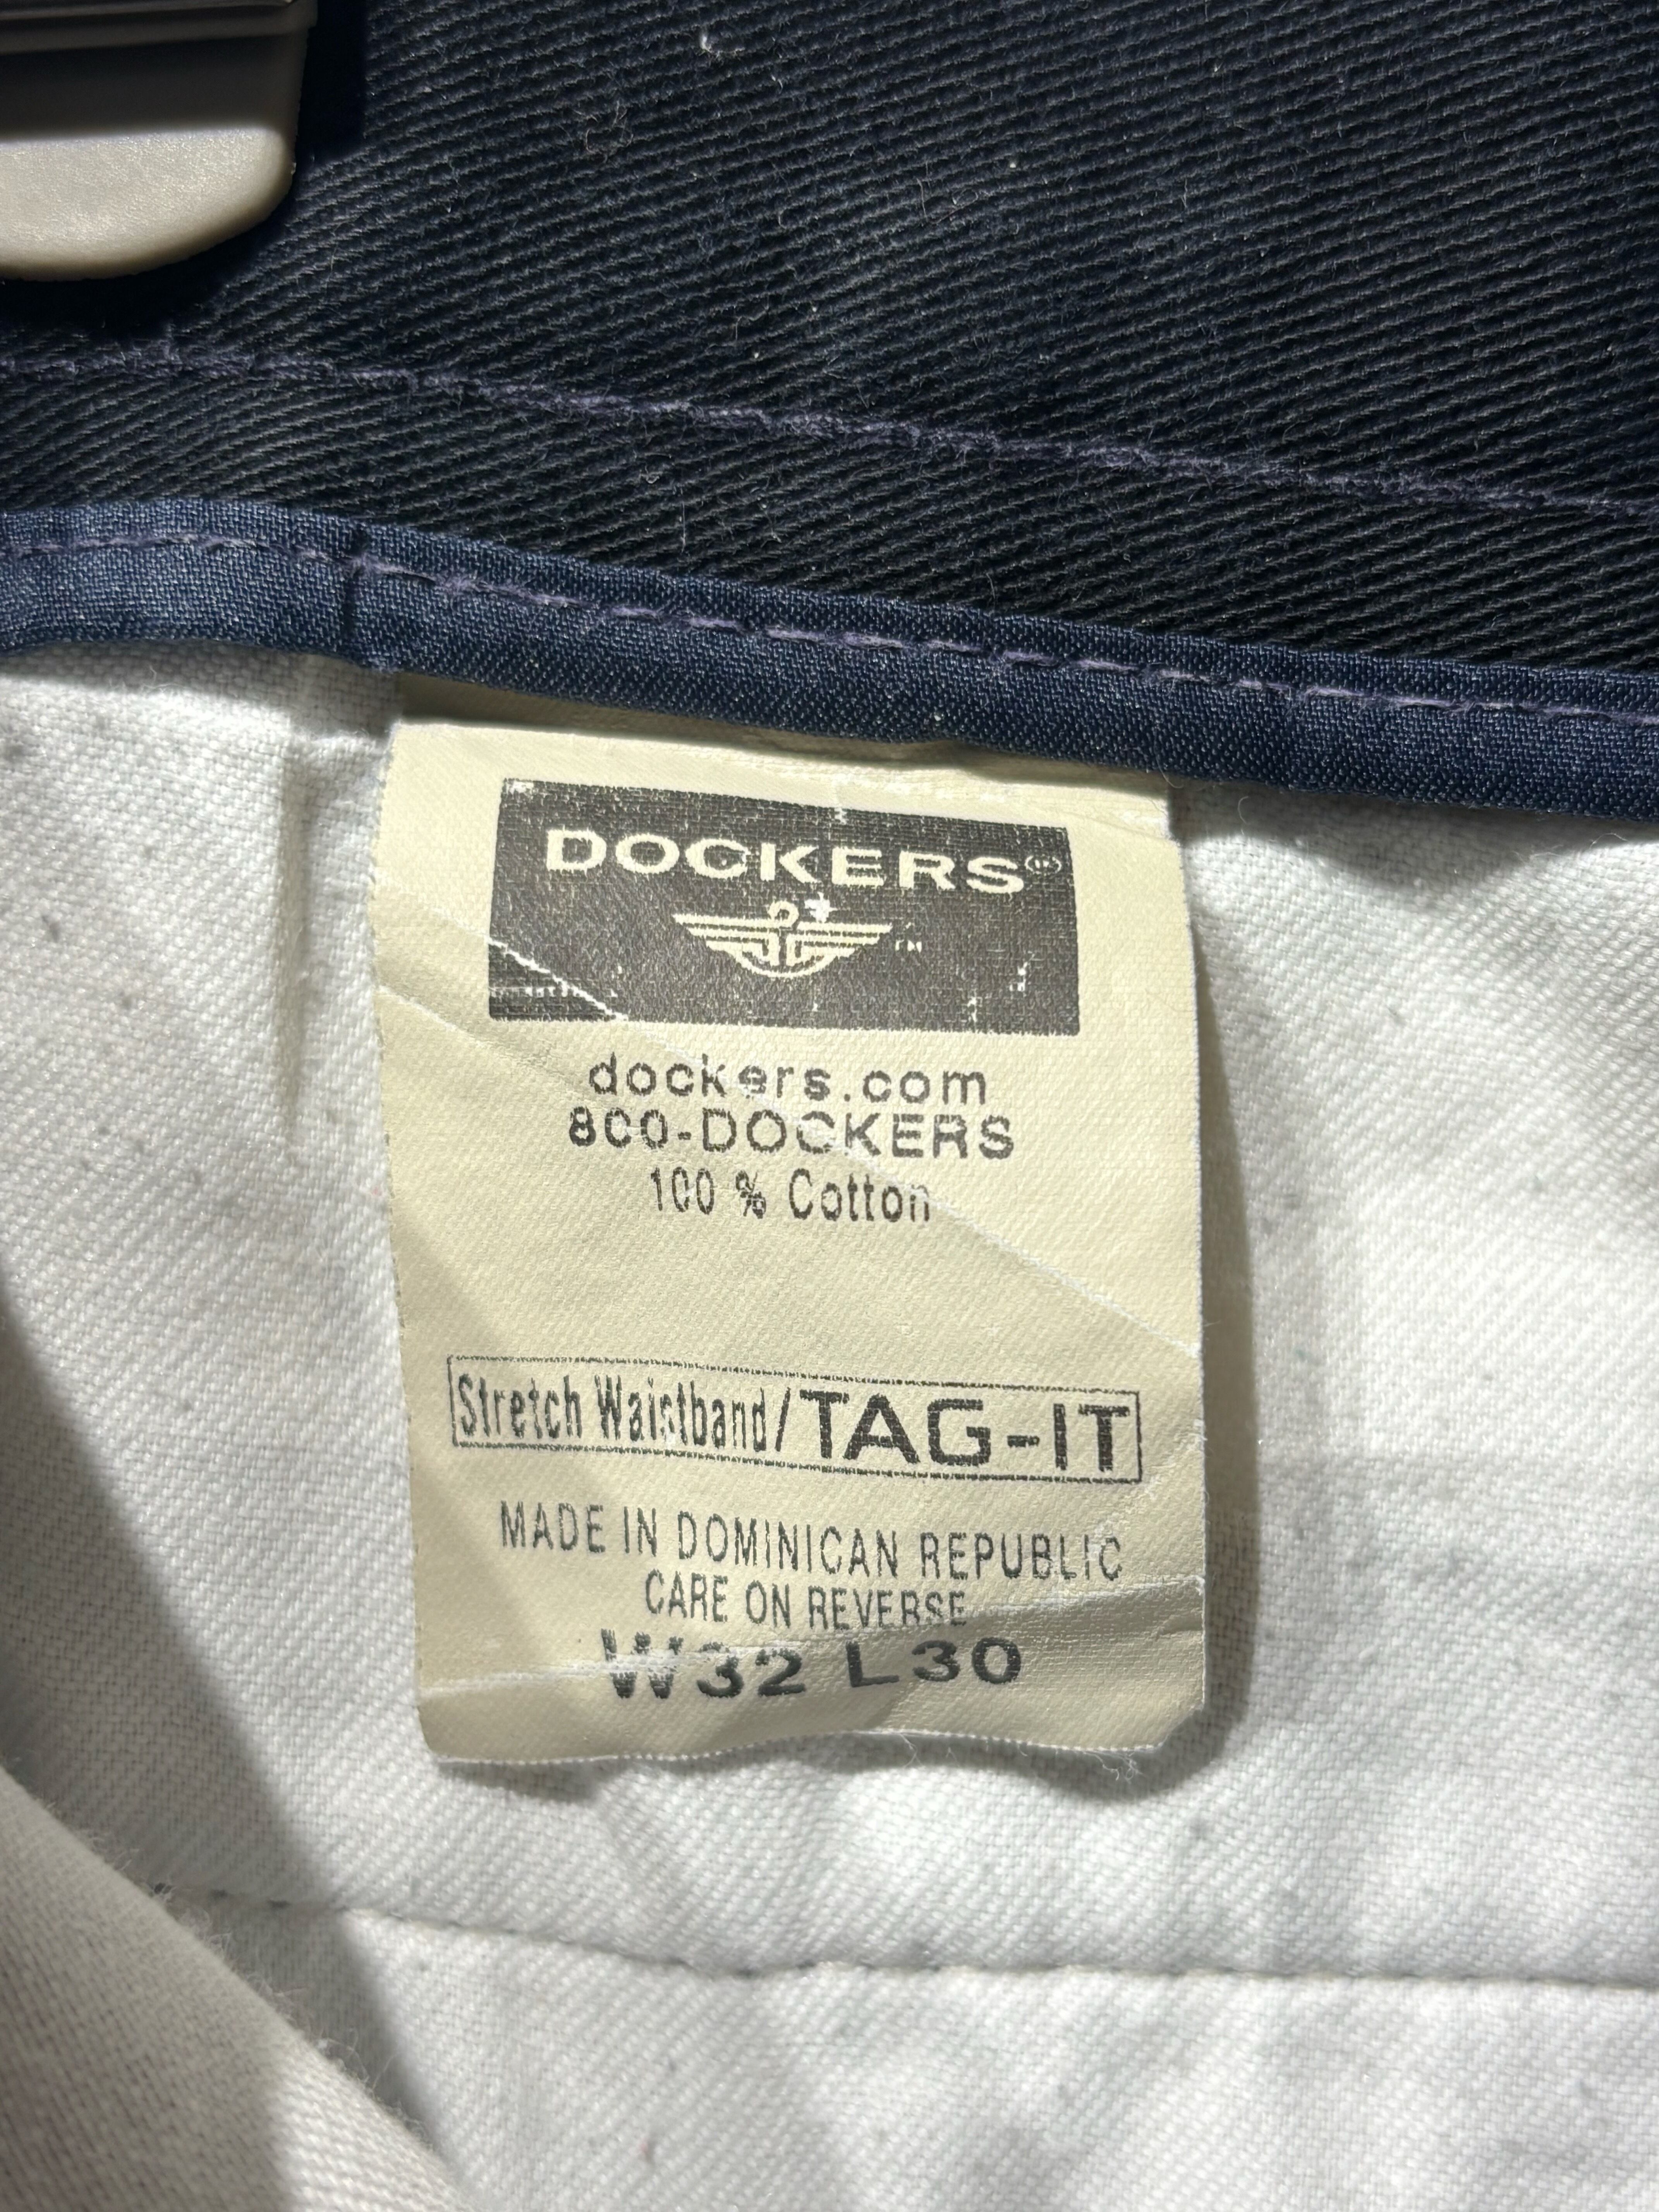 DOCKERS®
TM
dockers.com
800-DOCKERS
100 % Cotton
Stretch Waistband/TAG-IT
MADE IN DOMINICAN REPUBLIC
CARE ON REVERSE
W32 L30